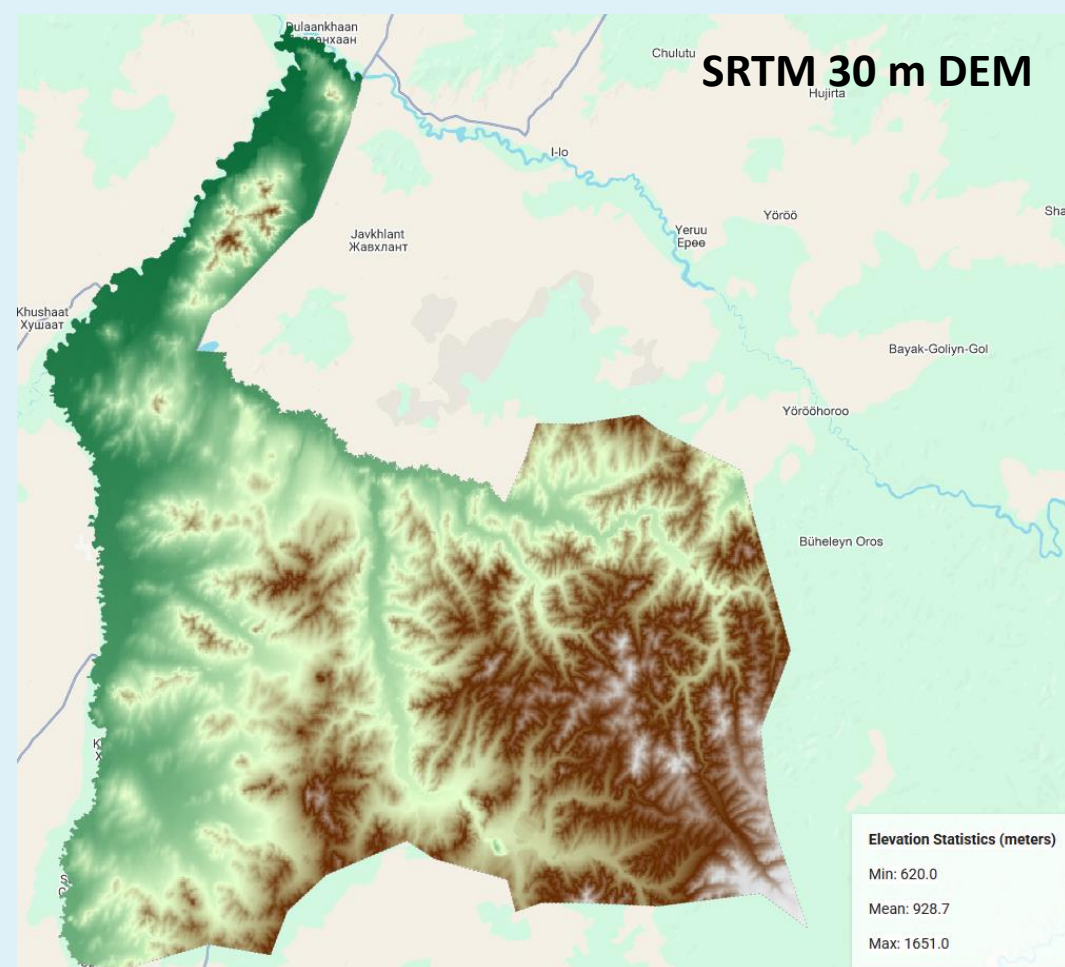 Dulaankhaan
SRTM 30 m DEM
Chulutu
Hujirta
I-lo
Yöröö
Sha
Yeruu
Ерөө
Javkhlant
Жавхлант
Khushaat
Хушаат
Bayak-Goliyn-Gol
Yörööhoroo
Büheleyn Oros
Elevation Statistics (meters)
Min: 620.0
Mean: 928.7
Max: 1651.0